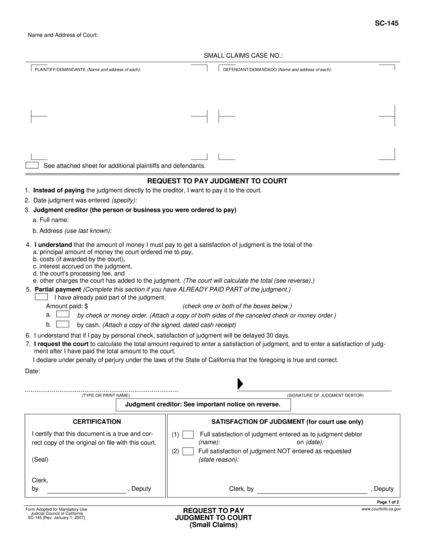 SC-145
Name and Address of Court:
SMALL CLAIMS CASE NO.:
PLAINTIFF/DEMANDANTE (Name and address of each):
DEFENDANT/DEMANDADO (Name and address of each):
See attached sheet for additional plaintiffs and defendants.
REQUEST TO PAY JUDGMENT TO COURT
1. Instead of paying the judgment directly to the creditor, I want to pay it to the court.
2. Date judgment was entered (specify):
3. Judgment creditor (the person or business you were ordered to pay)
a. Full name:
b. Address (use last known):
4. I understand that the amount of money I must pay to get a satisfaction of judgment is the total of the
a. principal amount of money the court ordered me to pay,
b. costs (if awarded by the court),
c. interest accrued on the judgment,
d. the court's processing fee, and
e. other charges the court has added to the judgment. (The court will calculate the total (see reverse).)
5. Partial payment (Complete this section if you have ALREADY PAID PART of the judgment.)
I have already paid part of the judgment.
Amount paid: $ (check one or both of the boxes below.)
a. by check or money order. (Attach a copy of both sides of the canceled check or money order.)
b. by cash. (Attach a copy of the signed, dated cash receipt)
6. I understand that if I pay by personal check, satisfaction of judgment will be delayed 30 days.
7. I request the court to calculate the total amount required to enter a satisfaction of judgment, and to enter a satisfaction of judg-
ment after I have paid the total amount to the court.
I declare under penalty of perjury under the laws of the State of California that the foregoing is true and correct.
Date:
(TYPE OR PRINT NAME) (SIGNATURE OF JUDGMENT DEBTOR)
Judgment creditor: See important notice on reverse.
CERTIFICATION
I certify that this document is a true and cor-
rect copy of the original on file with this court.
(Seal)
Clerk,
by , Deputy
SATISFACTION OF JUDGMENT (for court use only)
(1) Full satisfaction of judgment entered as to judgment debtor
(name): on (date):
(2) Full satisfaction of judgment NOT entered as requested
(state reason):
Clerk, by , Deputy
Page 1 of 2
Form Adopted for Mandatory Use
Judicial Council of California
SC-145 [Rev. January 1, 2007]
REQUEST TO PAY
JUDGMENT TO COURT
(Small Claims)
www.courtinfo.ca.gov